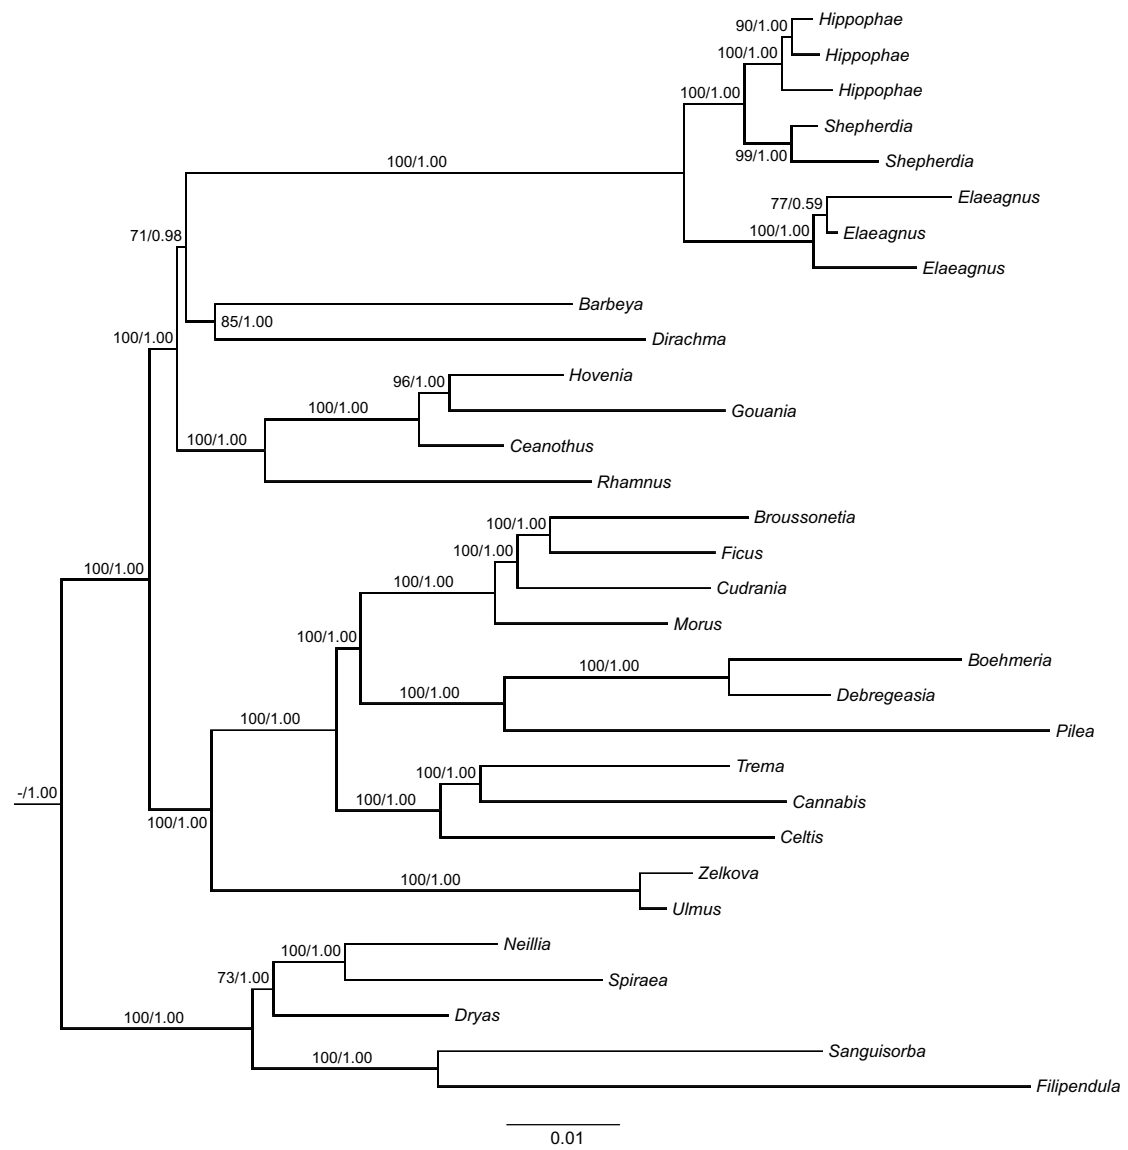 Hippophae
90/1.00
Hippophae
100/1.00
Hippophae
100/1.00
Shepherdia
99/1.00
Shepherdia
100/1.00
Elaeagnus
77/0.59
Elaeagnus
100/1.00
Elaeagnus
71/0.98
Barbeya
85/1.00
Dirachma
100/1.00
Hovenia
96/1.00
Gouania
100/1.00
Ceanothus
100/1.00
Rhamnus
Broussonetia
100/1.00
Ficus
100/1.00
100/1.00
100/1.00
Cudrania
Morus
100/1.00
Boehmeria
100/1.00
Debregeasia
100/1.00
Pilea
100/1.00
Trema
100/1.00
Cannabis
100/1.00
-/1.00
100/1.00
Celtis
Zelkova
100/1.00
Ulmus
Neillia
100/1.00
Spiraea
73/1.00
Dryas
100/1.00
Sanguisorba
100/1.00
Filipendula
0.01